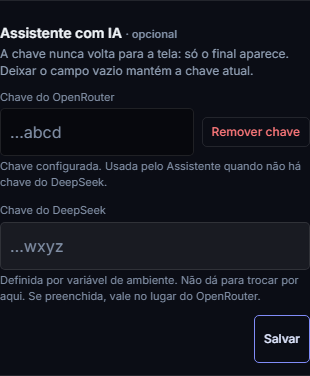 Assistente com IA · opcional
A chave nunca volta para a tela: só o final aparece.
Deixar o campo vazio mantém a chave atual.
Chave do OpenRouter
...abcd
Remover chave
Chave configurada. Usada pelo Assistente quando não há
chave do DeepSeek.
Chave do DeepSeek
...wxyz
Definida por variável de ambiente. Não dá para trocar por
aqui. Se preenchida, vale no lugar do OpenRouter.
Salvar